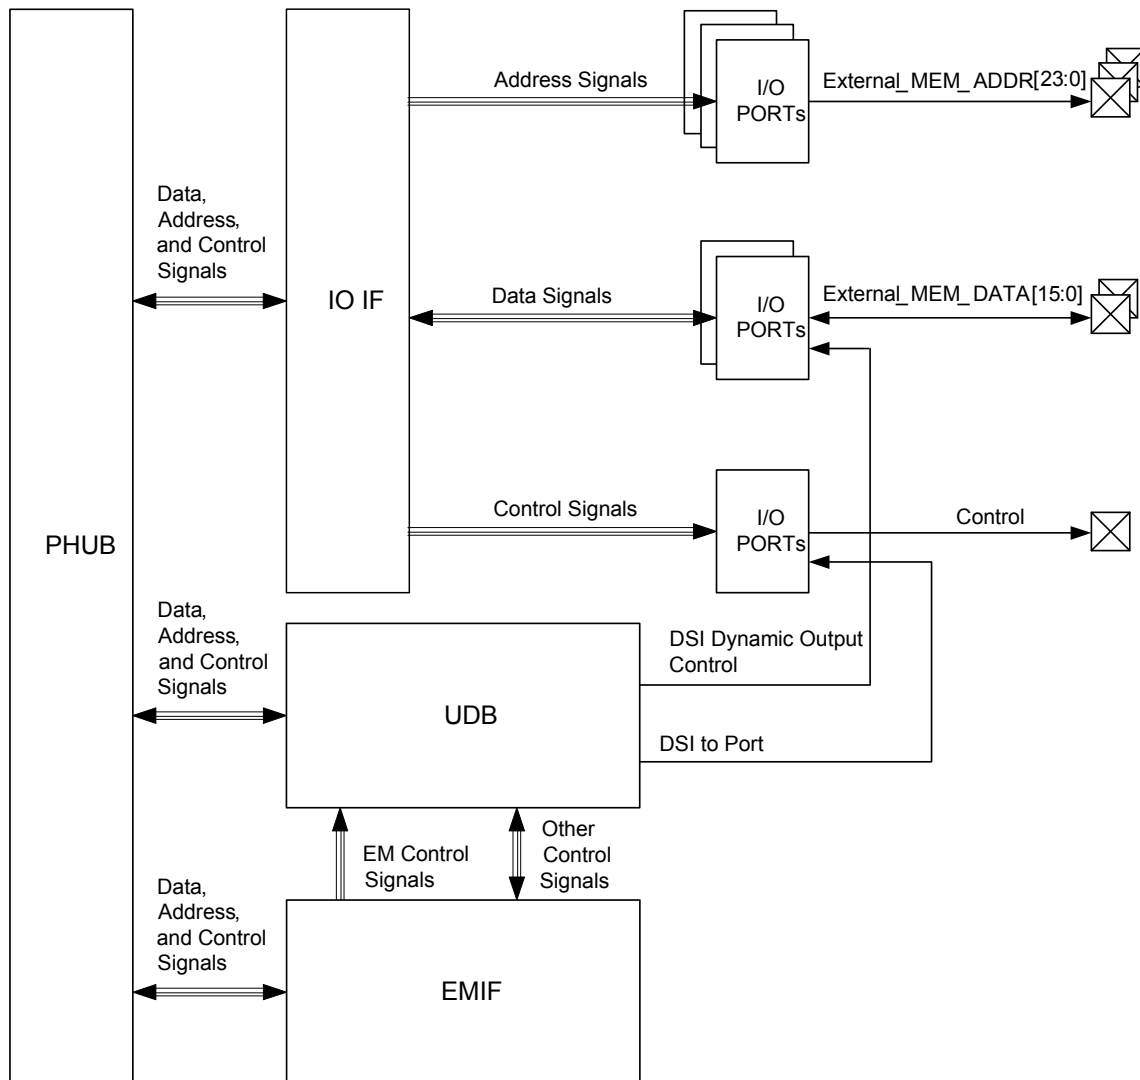 Address Signals
I/O
PORTs
External_MEM_ADDR[23:0]
Data,
Address,
and Control
Signals
IO IF
Data Signals
I/O
PORTs
External_MEM_DATA[15:0]
PHUB
Control Signals
I/O
PORTs
Control
Data,
Address,
and Control
Signals
DSI Dynamic Output
Control
UDB
DSI to Port
EM Control
Signals
Other
Control
Signals
Data,
Address,
and Control
Signals
EMIF